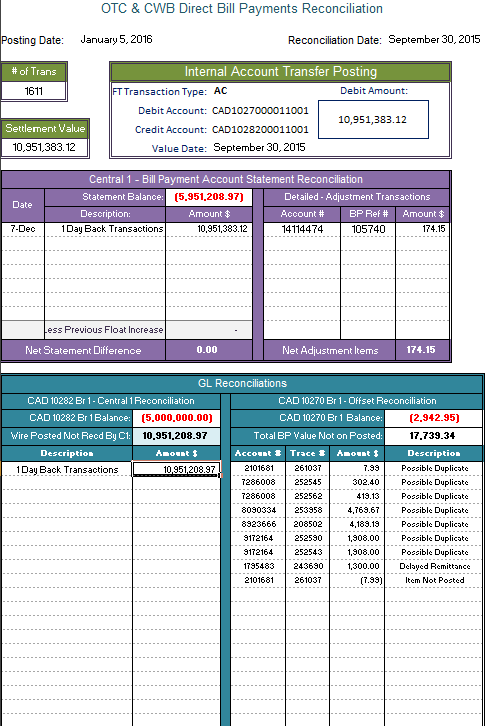 OTC & CWB Direct Bill Payments Reconciliation
Posting Date: January 5, 2016 Reconciliation Date: September 30, 2015
# of Trans
1611
Settlement Value
10,951,383.12
Internal Account Transfer Posting
FT Transaction Type: AC Debit Amount:
Debit Account: CAD1027000011001
10,951,383.12
Credit Account: CAD1028200011001
Value Date: September 30, 2015
Central 1 - Bill Payment Account Statement Reconciliation
Date Statement Balance: (5,951,208.97) Detailed - Adjustment Transactions
Description: Amount $ Account # BP Ref # Amount $
7-Dec 1 Day Back Transactions 10,951,383.12 14114474 105740 174.15
Less Previous Float Increase -
Net Statement Difference 0.00 Net Adjustment Items 174.15
GL Reconciliations
CAD 10282 Br 1 - Central 1 Reconciliation CAD 10270 Br 1 - Offset Reconciliation
CAD 10282 Br 1 Balance: (5,000,000.00) CAD 10270 Br 1 Balance: (2,942.95)
Wire Posted Not Recd By C1: 10,951,208.97 Total BP Value Not on Posted: 17,739.34
Description Amount $ Account # Trace # Amount $ Description
1 Day Back Transactions 10,951,208.97 2101681 261037 7.99 Possible Duplicate
7286008 252545 302.40 Possible Duplicate
7286008 252562 419.13 Possible Duplicate
8090334 253958 4,769.67 Possible Duplicate
8923666 208502 4,189.19 Possible Duplicate
9172164 252590 1,908.00 Possible Duplicate
9172164 252543 1,908.00 Possible Duplicate
1795483 243690 1,300.00 Delayed Remittance
2101681 261037 (7.99) Item Not Posted